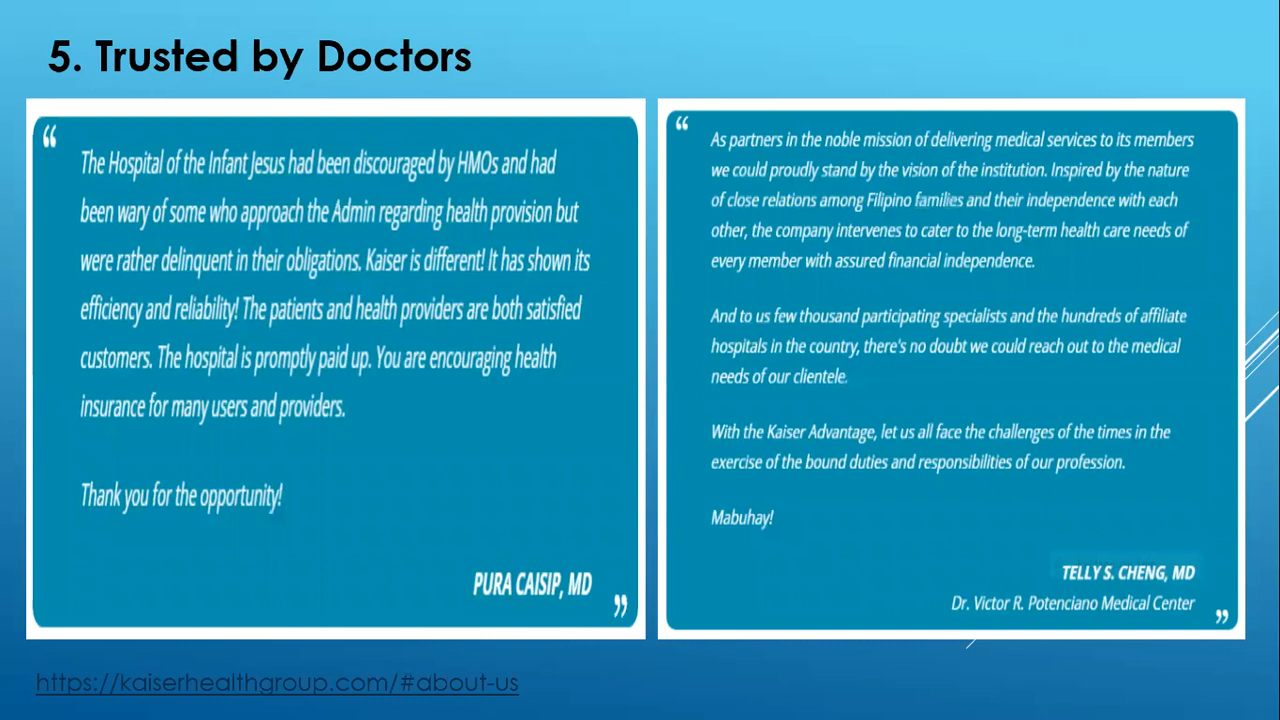 5. Trusted by Doctors
“
The Hospital of the Infant Jesus had been discouraged by HMOs and had
been wary of some who approach the Admin regarding health provision but
were rather delinquent in their obligations. Kaiser is different! It has shown its
efficiency and reliability! The patients and health providers are both satisfied
customers. The hospital is promptly paid up. You are encouraging health
insurance for many users and providers.
Thank you for the opportunity!
PURA CAISIP, MD
”
“
As partners in the noble mission of delivering medical services to its members
we could proudly stand by the vision of the institution. Inspired by the nature
of close relations among Filipino families and their independence with each
other, the company intervenes to cater to the long-term health care needs of
every member with assured financial independence.
And to us few thousand participating specialists and the hundreds of affiliate
hospitals in the country, there's no doubt we could reach out to the medical
needs of our clientele.
With the Kaiser Advantage, let us all face the challenges of the times in the
exercise of the bound duties and responsibilities of our profession.
Mabuhay!
TELLY S. CHENG, MD
Dr. Victor R. Potenciano Medical Center
”
https://kaiserhealthgroup.com/#about-us